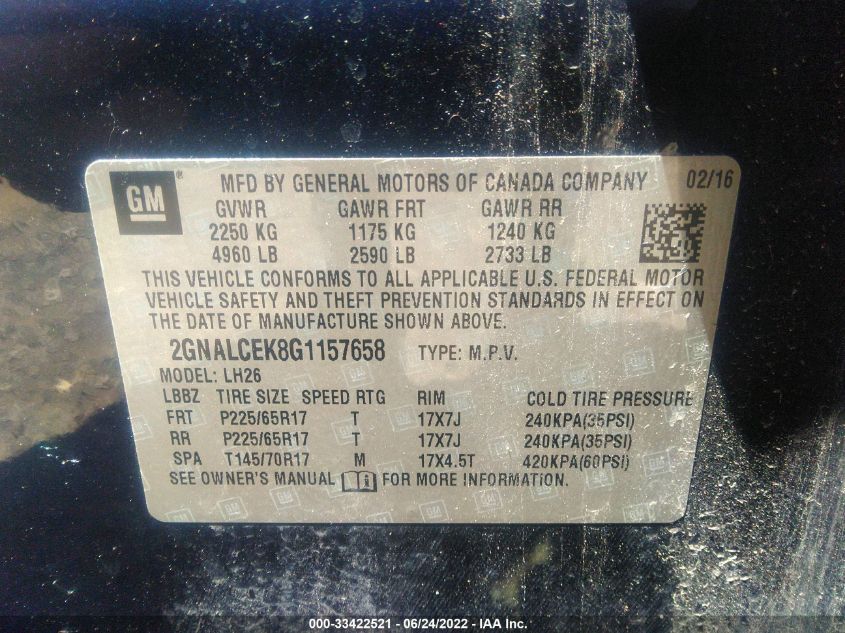 GM ® MFD BY GENERAL MOTORS OF CANADA COMPANY 02/16
GVWR GAWR FRT GAWR RR
2250 KG 1175 KG 1240 KG
4960 LB 2590 LB 2733 LB
THIS VEHICLE CONFORMS TO ALL APPLICABLE U.S. FEDERAL MOTOR
VEHICLE SAFETY AND THEFT PREVENTION STANDARDS IN EFFECT ON
THE DATE OF MANUFACTURE SHOWN ABOVE.
2GNALCEK8G1157658 TYPE: M.P.V.
MODEL: LH26
LBBZ TIRE SIZE SPEED RTG RIM COLD TIRE PRESSURE
FRT P225/65R17 T 17X7J 240KPA(35PSI)
RR P225/65R17 T 17X7J 240KPA(35PSI)
SPA T145/70R17 M 17X4.5T 420KPA(60PSI)
SEE OWNER'S MANUAL i FOR MORE INFORMATION.
000-33422521 - 06/24/2022 - IAA Inc.